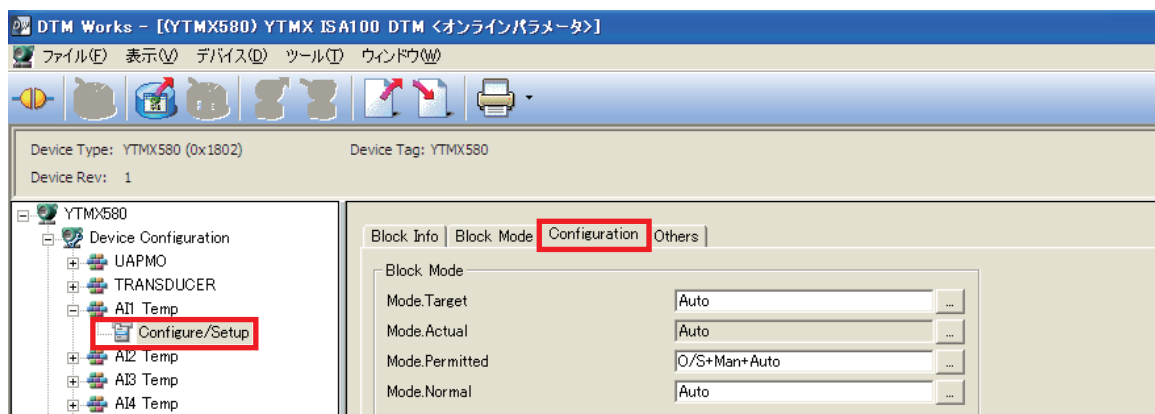 DTM Works - [(YTMX580) YTMX ISA100 DTM <オンラインパラメータ>]
ファイル(F) 表示(V) デバイス(D) ツール(T) ウィンドウ(W)
Device Type: YTMX580 (0x1802) Device Tag: YTMX580
Device Rev: 1
YTMX580
Device Configuration
UAPMO
TRANSDUCER
AI1 Temp
Configure/Setup
AI2 Temp
AI3 Temp
AI4 Temp
Block Info Block Mode Configuration Others
Block Mode
Mode.Target Auto ...
Mode.Actual Auto ...
Mode.Permitted O/S+Man+Auto ...
Mode.Normal Auto ...